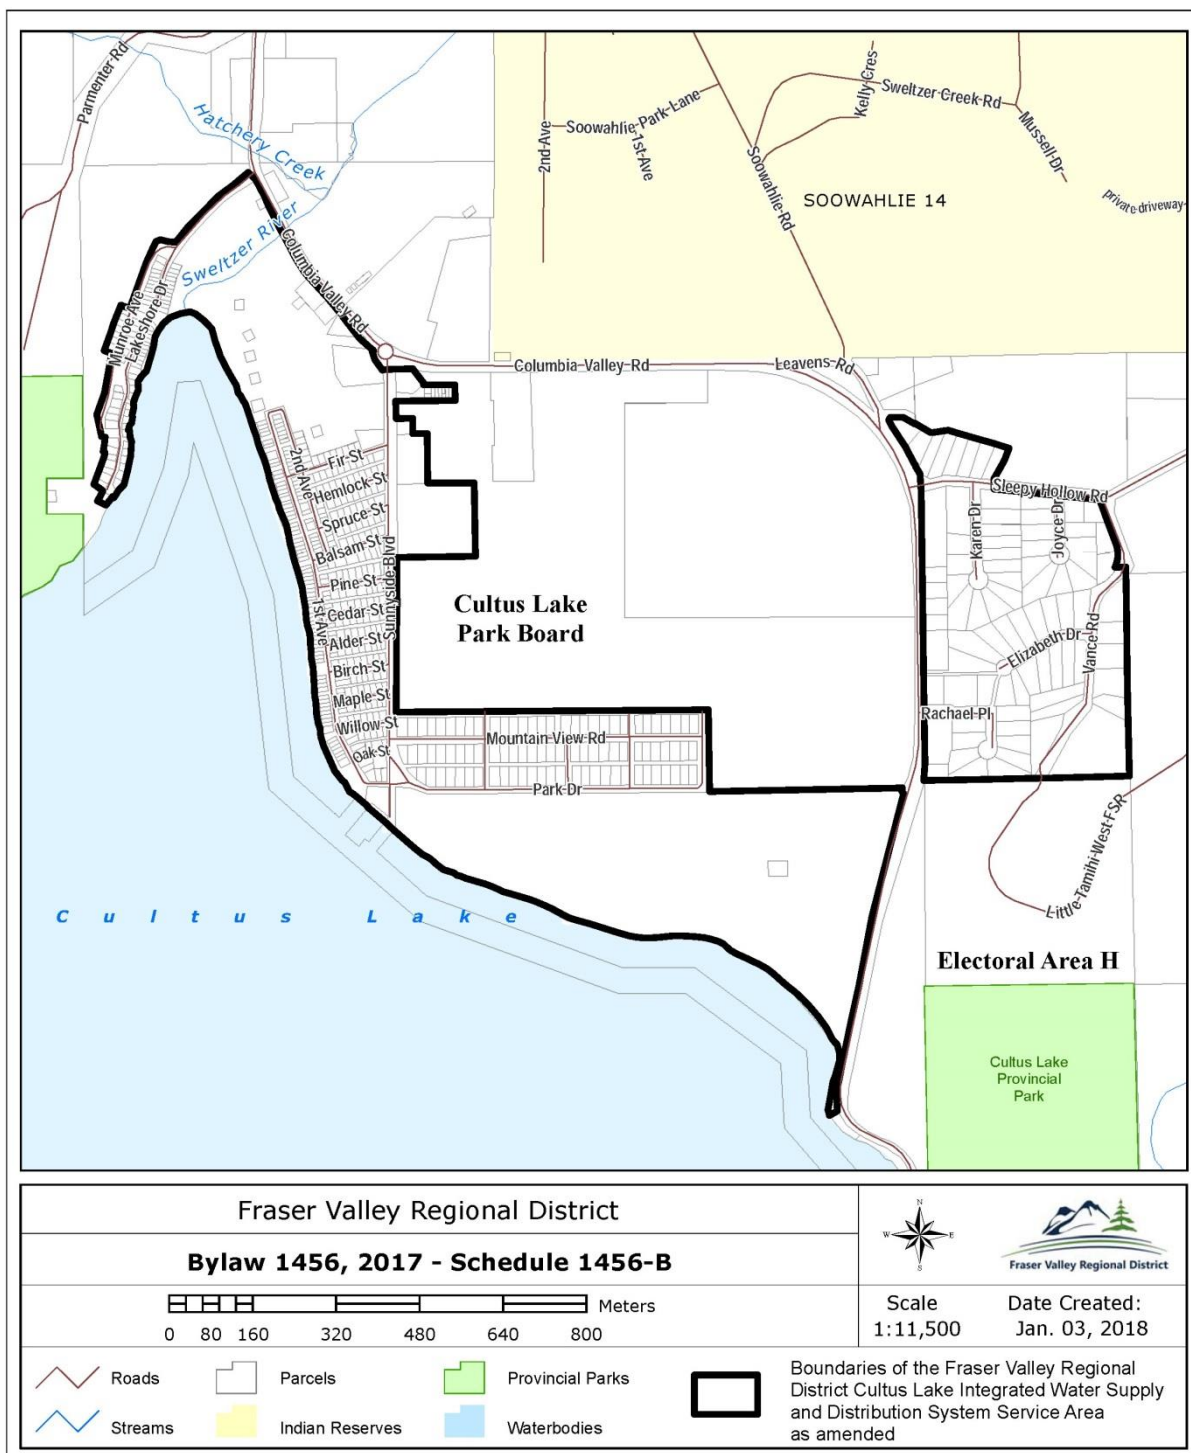 Parmenter Rd
Hatchery Creek
Sweltzer River
Columbia Valley Rd
2nd Ave
Soowahlie Park Lane
1st Ave
Soowahlie Rd
Kelly Cres
Sweltzer Creek Rd
Mussell Dr
private driveway
SOOWAHLIE 14
Munroe Ave
Lakeshore Dr
Columbia Valley Rd
Leavens Rd
2nd Ave
Fir St
Hemlock St
Spruce St
Balsam St
Pine St
Cedar St
Alder St
Birch St
Maple St
Willow St
Oak St
1st Ave
Sunnyside Blvd
Cultus Lake
Park Board
Sleepy Hollow Rd
Karen Dr
Joyce Dr
Elizabeth Dr
Vance Rd
Rachael Pl
Mountain View Rd
Park Dr
Little Tamihi West FSR
Cultus Lake
Electoral Area H
Cultus Lake
Provincial
Park
Fraser Valley Regional District
Bylaw 1456, 2017 - Schedule 1456-B
Meters
0 80 160 320 480 640 800
N
W E
S
Fraser Valley Regional District
Scale
1:11,500
Date Created:
Jan. 03, 2018
Roads
Parcels
Provincial Parks
Streams
Indian Reserves
Waterbodies
Boundaries of the Fraser Valley Regional
District Cultus Lake Integrated Water Supply
and Distribution System Service Area
as amended